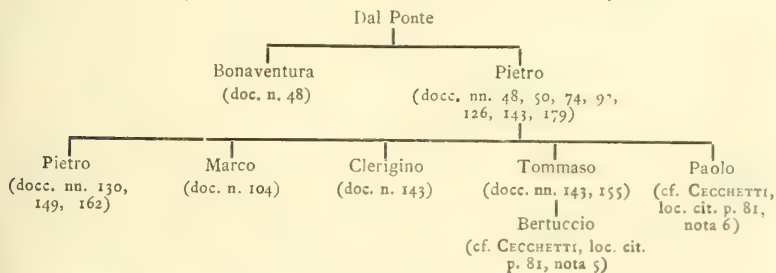 Dal Ponte
Bonaventura
(doc. n. 48)
Pietro
(docc. nn. 48, 50, 74,
126, 143, 179)
Pietro
(docc. nn. 130,
149, 162)
Marco
(doc. n. 104)
Clerigino
(doc. n. 143)
Tommaso
(docc. nn. 143, 155)
Bertuccio
(cf. CECCHETTI, loc. cit.
p. 81, nota 5)
Paolo
(cf. CECCHETTI,
loc. cit. p. 81,
nota 6)